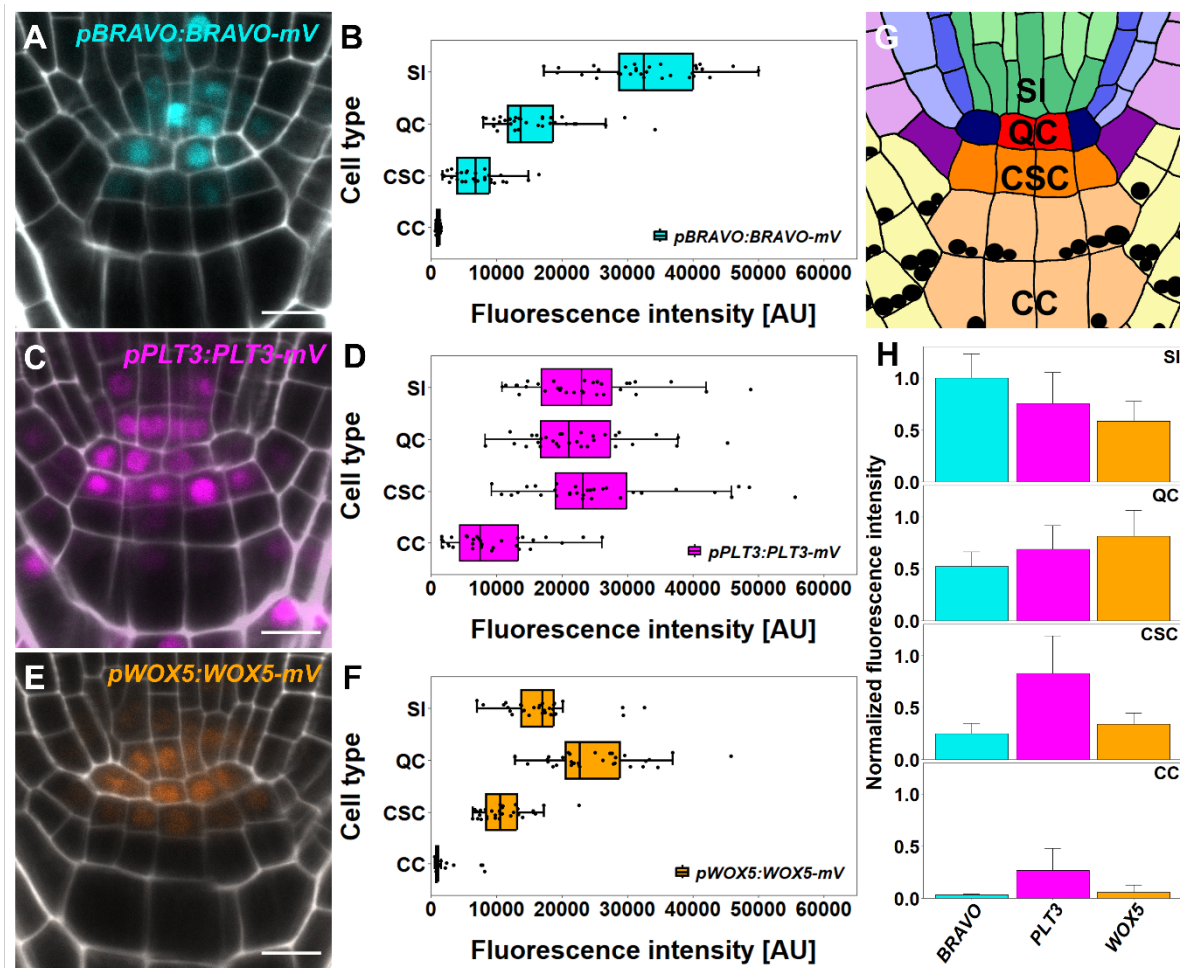 A
pBRAVO:BRAVO-mV
B
Cell type
SI
QC
CSC
CC
pBRAVO:BRAVO-mV
0 10000 20000 30000 40000 50000 60000
Fluorescence intensity [AU]
C
pPLT3:PLT3-mV
D
Cell type
SI
QC
CSC
CC
pPLT3:PLT3-mV
0 10000 20000 30000 40000 50000 60000
Fluorescence intensity [AU]
E
pWOX5:WOX5-mV
F
Cell type
SI
QC
CSC
CC
pWOX5:WOX5-mV
0 10000 20000 30000 40000 50000 60000
Fluorescence intensity [AU]
G
SI
QC
CSC
CC
H
Normalized fluorescence intensity
SI
1.0
0.5
0.0
QC
1.0
0.5
0.0
CSC
1.0
0.5
0.0
CC
1.0
0.5
0.0
BRAVO
PLT3
WOX5